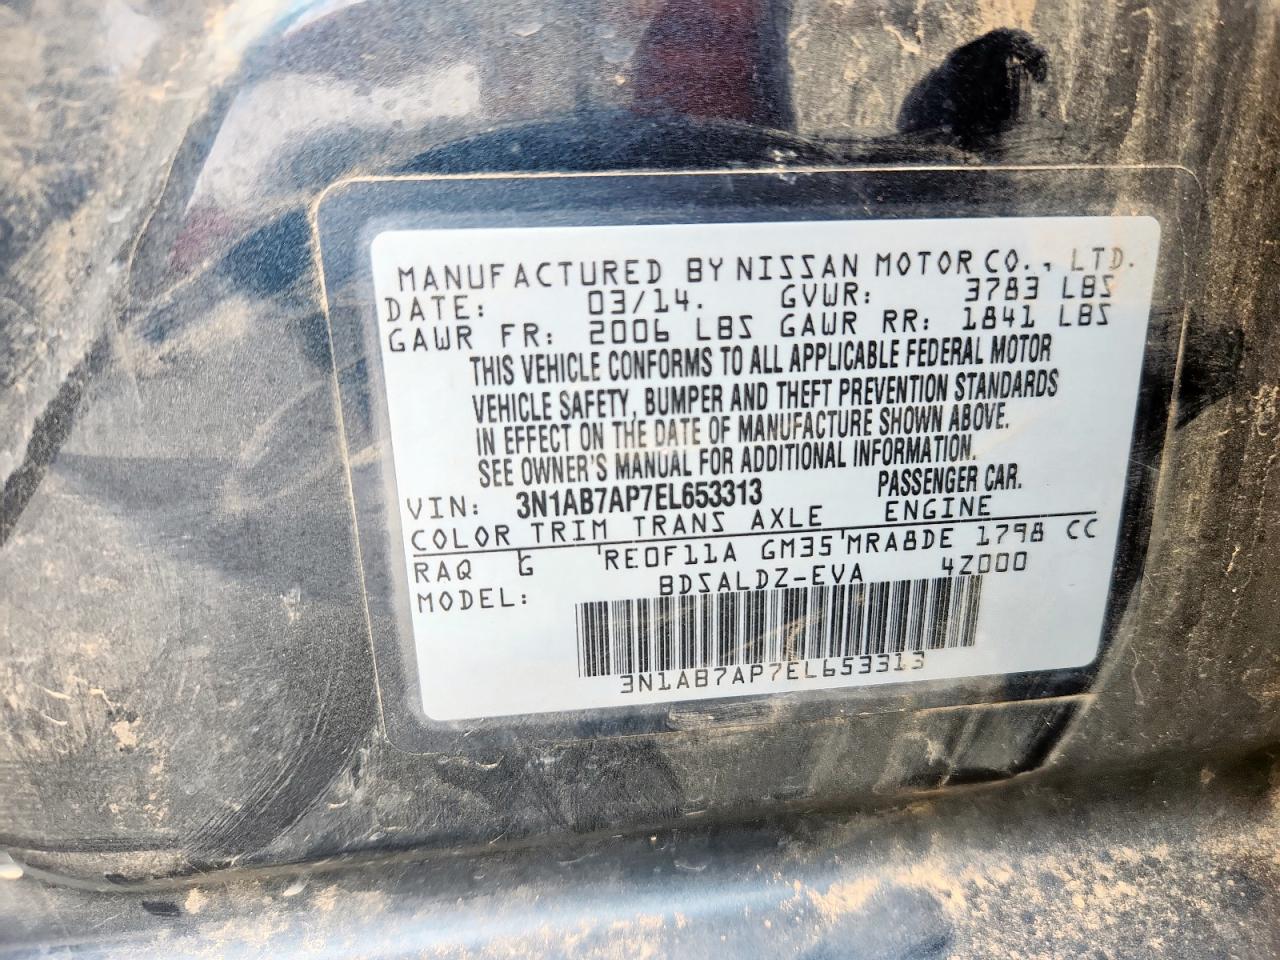 MANUFACTURED BY NISSAN MOTOR CO., LTD.
DATE: 03/14. GVWR: 3783 LBS
GAWR FR: 2006 LBS GAWR RR: 1841 LBS
THIS VEHICLE CONFORMS TO ALL APPLICABLE FEDERAL MOTOR
VEHICLE SAFETY, BUMPER AND THEFT PREVENTION STANDARDS
IN EFFECT ON THE DATE OF MANUFACTURE SHOWN ABOVE.
SEE OWNER'S MANUAL FOR ADDITIONAL INFORMATION.
VIN: 3N1AB7AP7EL653313 PASSENGER CAR.
COLOR TRIM TRANS AXLE ENGINE
RAQ G 'RE0F11A GM35'MRA8DE 1798 CC
MODEL: BDSALDZ-EVA 4Z000
3N1AB7AP7EL653313